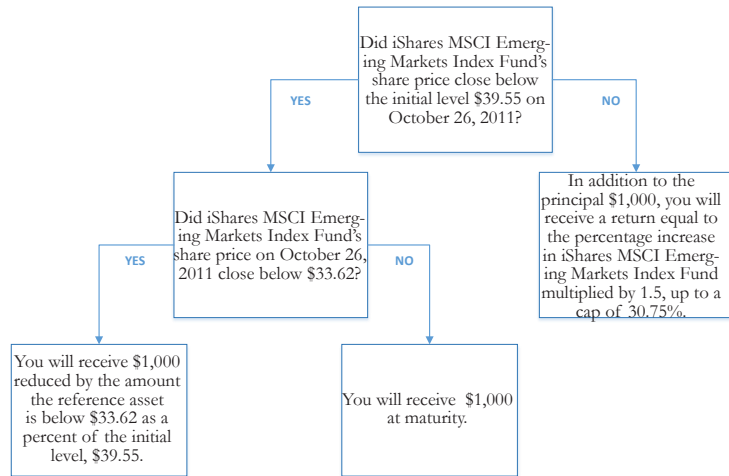 Did iShares MSCI Emerg-
ing Markets Index Fund's
share price close below
the initial level $39.55 on
October 26, 2011?
YES
NO
Did iShares MSCI Emerg-
ing Markets Index Fund's
share price on October 26,
2011 close below $33.62?
In addition to the
principal $1,000, you will
receive a return equal to
the percentage increase
in iShares MSCI Emerg-
ing Markets Index Fund
multiplied by 1.5, up to a
cap of 30.75%.
YES
NO
You will receive $1,000
reduced by the amount
the reference asset
is below $33.62 as a
percent of the initial
level, $39.55.
You will receive $1,000
at maturity.